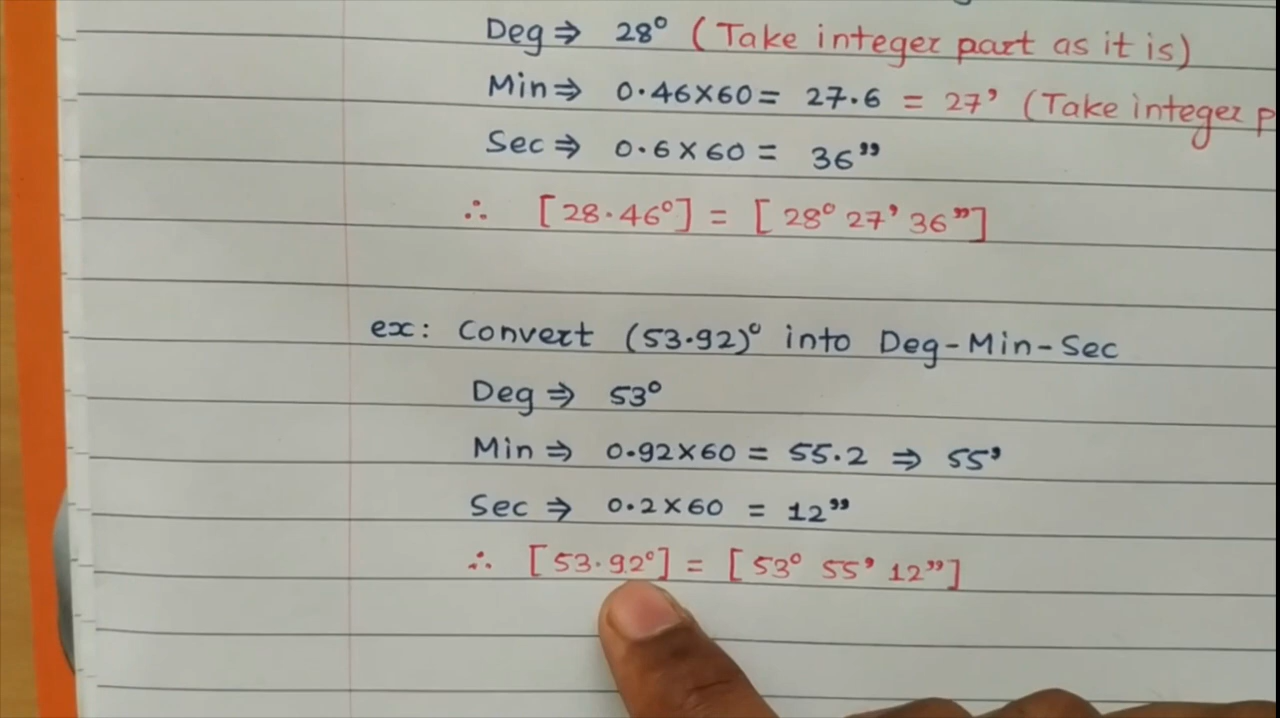 Deg ⇒ 28° (Take integer part as it is)
Min ⇒ 0.46×60 = 27.6 = 27’ (Take integer p
Sec ⇒ 0.6×60 = 36”
∴ [28.46°] = [28° 27’ 36”]
ex: Convert (53.92)° into Deg-Min-Sec
Deg ⇒ 53°
Min ⇒ 0.92×60 = 55.2 ⇒ 55’
Sec ⇒ 0.2×60 = 12”
∴ [53.92°] = [53° 55’ 12”]